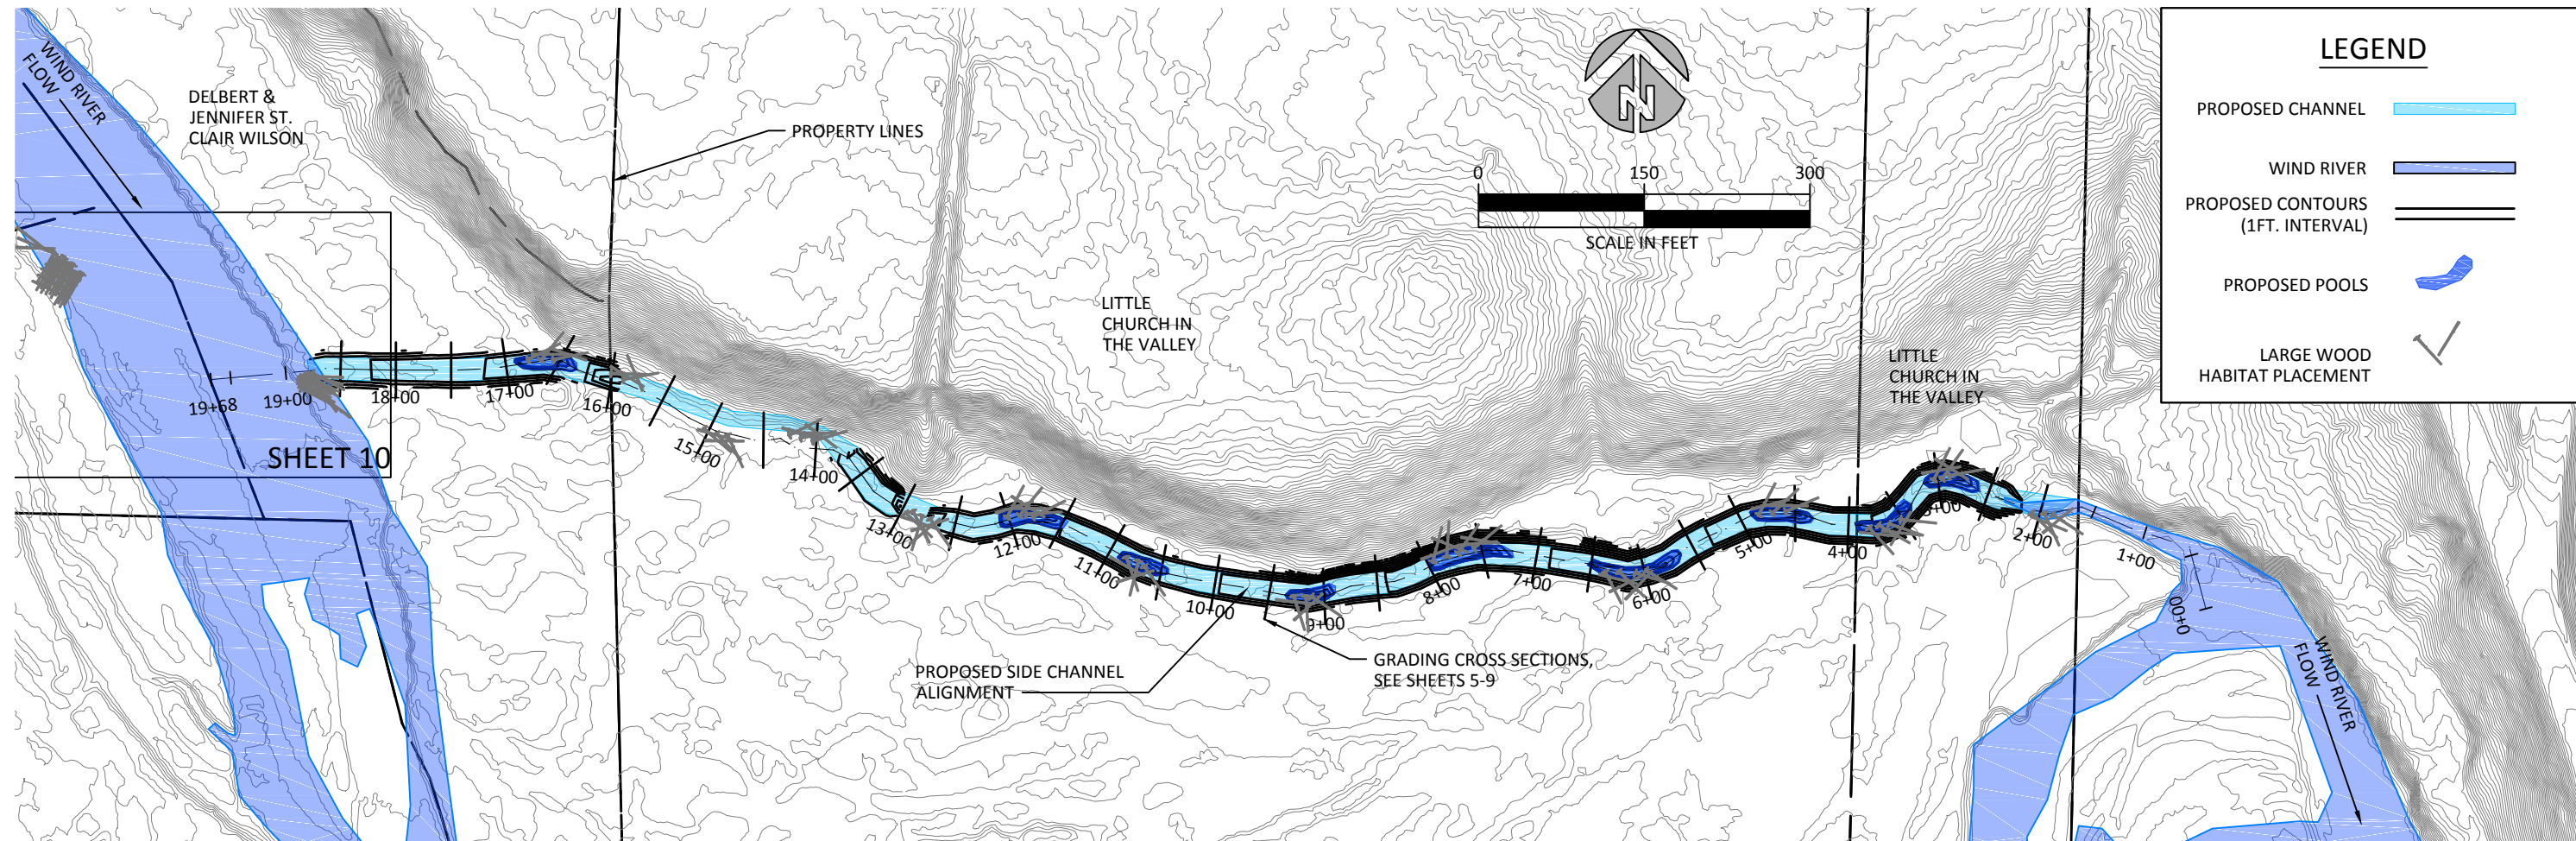 WIND RIVER
FLOW
DELBERT &
JENNIFER ST.
CLAIR WILSON
PROPERTY LINES
N
0 150 300
SCALE IN FEET
LITTLE
CHURCH IN
THE VALLEY
LITTLE
CHURCH IN
THE VALLEY
LEGEND
PROPOSED CHANNEL
WIND RIVER
PROPOSED CONTOURS
(1FT. INTERVAL)
PROPOSED POOLS
LARGE WOOD
HABITAT PLACEMENT
SHEET 10
19+68
19+00
18+00
17+00
16+00
15+00
14+00
13+00
12+00
11+00
10+00
9+00
8+00
7+00
6+00
5+00
4+00
3+00
2+00
1+00
0+00
PROPOSED SIDE CHANNEL
ALIGNMENT
GRADING CROSS SECTIONS,
SEE SHEETS 5-9
WIND RIVER
FLOW